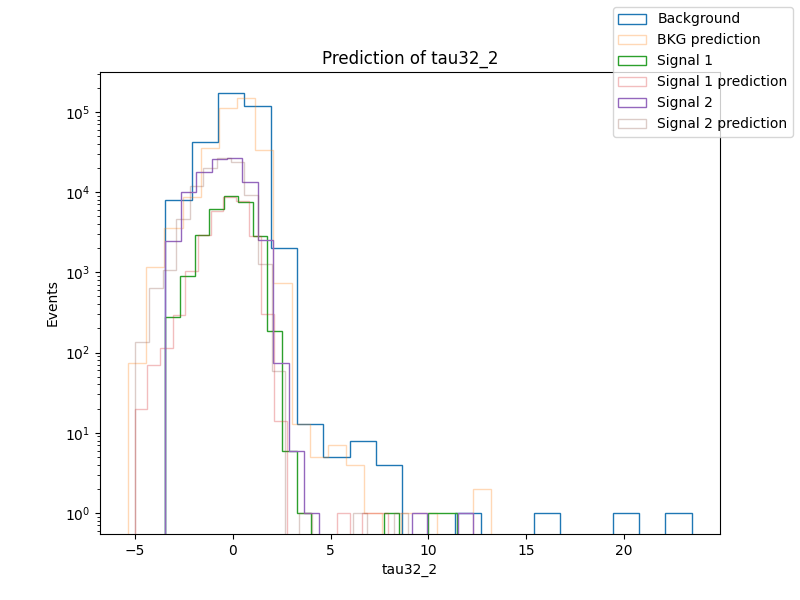 Prediction of tau32_2
Background
BKG prediction
Signal 1
Signal 1 prediction
Signal 2
Signal 2 prediction
Events
10^5
10^4
10^3
10^2
10^1
10^0
−5 0 5 10 15 20
tau32_2